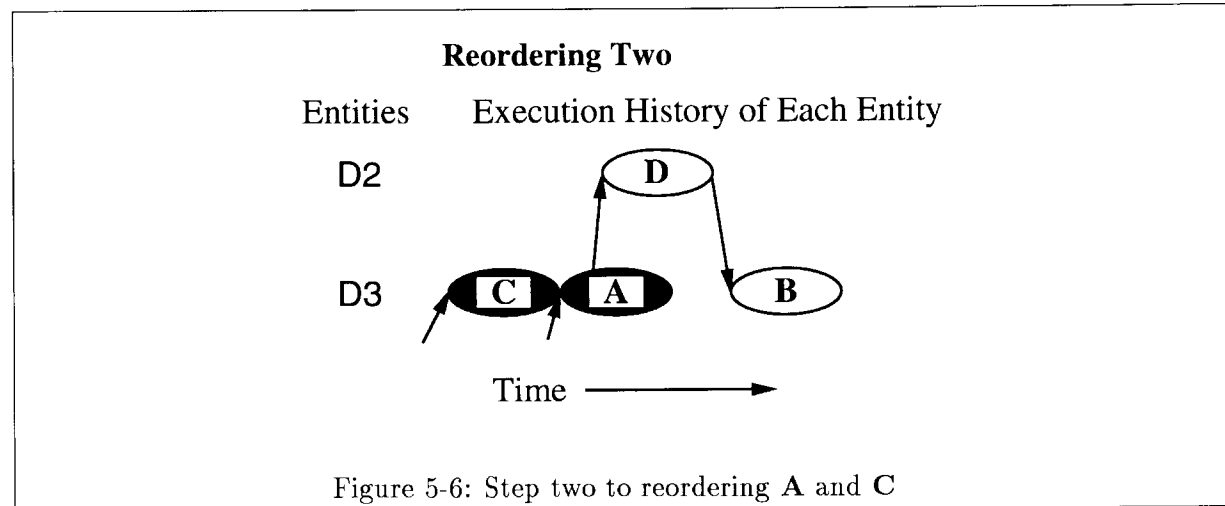 Reordering Two
Entities Execution History of Each Entity
D2 D
D3 C A B
Time
Figure 5-6: Step two to reordering A and C